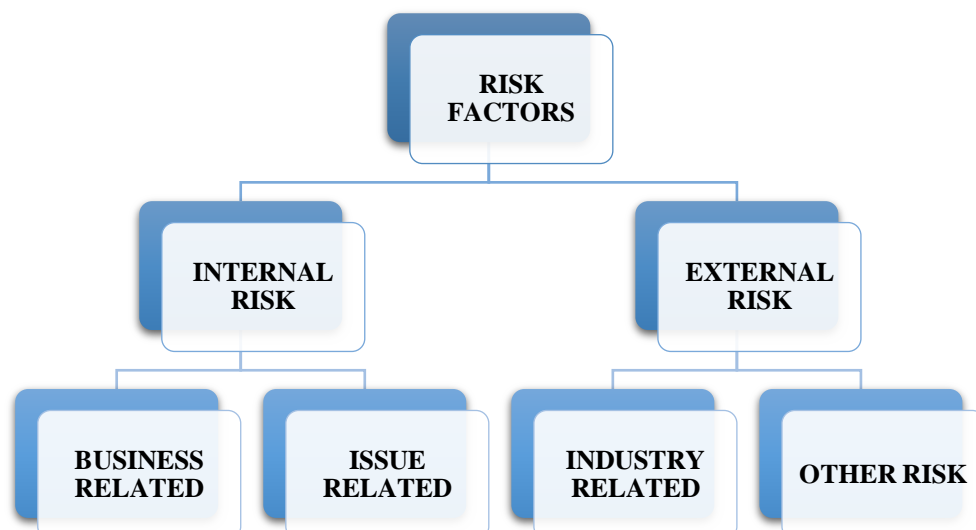 RISK
FACTORS
INTERNAL
RISK
EXTERNAL
RISK
BUSINESS
RELATED
ISSUE
RELATED
INDUSTRY
RELATED
OTHER RISK